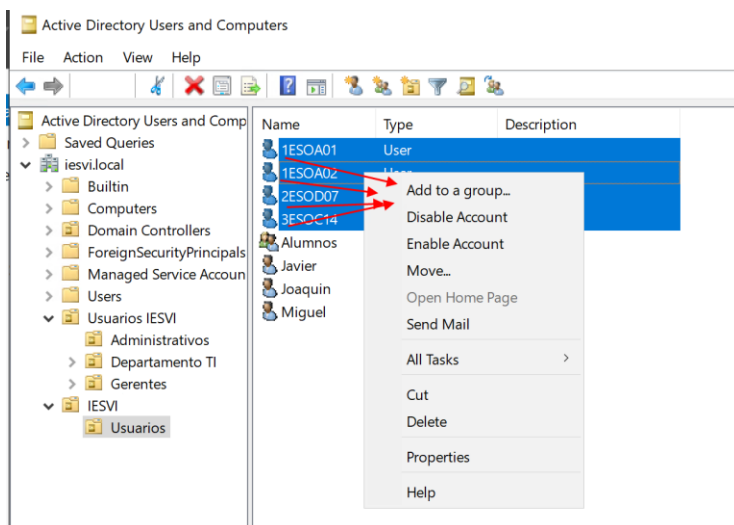 Active Directory Users and Computers
File Action View Help
Active Directory Users and Comp
Saved Queries
iesvi.local
Builtin
Computers
Domain Controllers
ForeignSecurityPrincipals
Managed Service Accoun
Users
Usuarios IESVI
Administrativos
Departamento TI
Gerentes
IESVI
Usuarios
Name Type Description
1ESOA01 User
1ESOA02 User
2ESOD07
3ESOC14
Alumnos
Javier
Joaquin
Miguel
Add to a group...
Disable Account
Enable Account
Move...
Open Home Page
Send Mail
All Tasks
Cut
Delete
Properties
Help